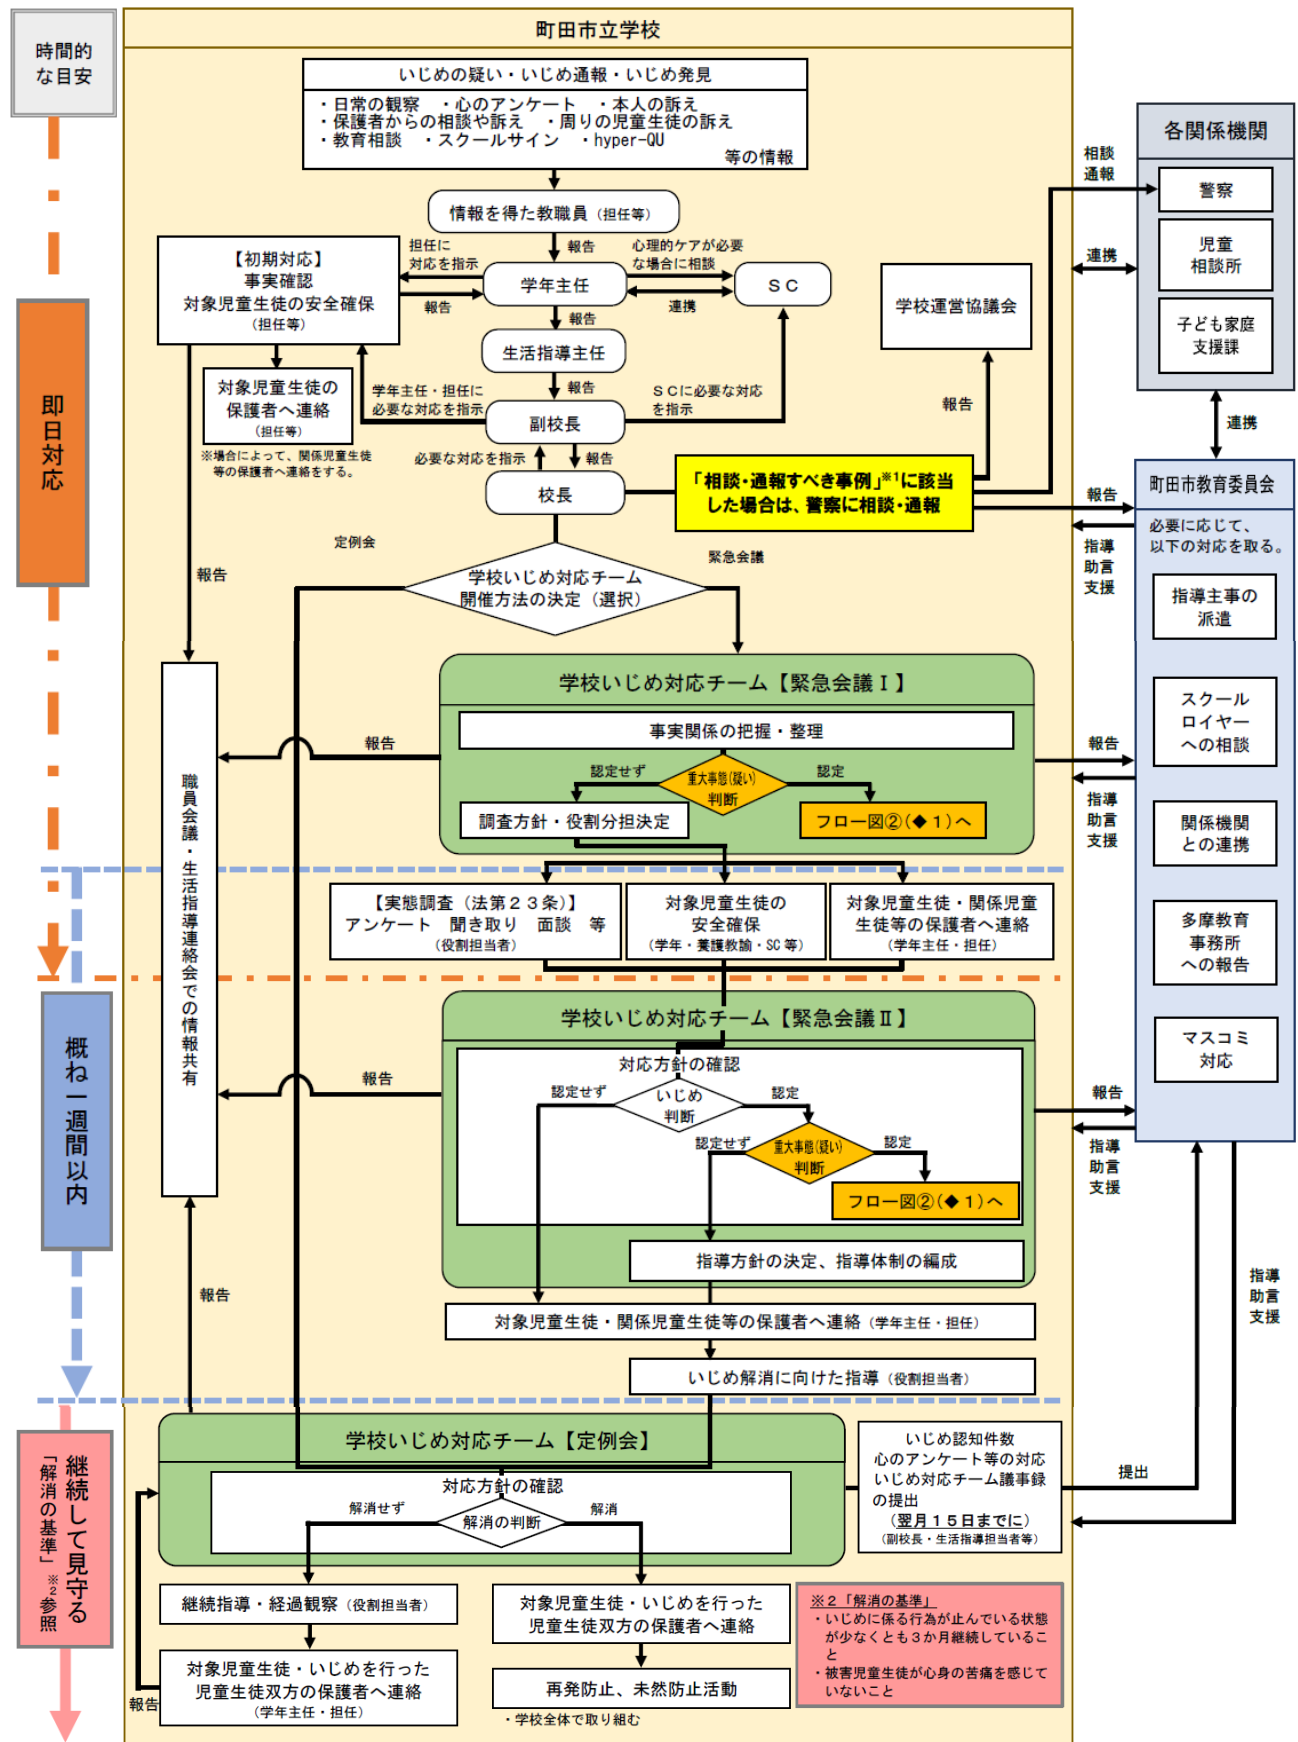 時間的
な目安
町田市立学校
いじめの疑い・いじめ通報・いじめ発見
・日常の観察　・心のアンケート　・本人の訴え
・保護者からの相談や訴え　・周りの児童生徒の訴え
・教育相談　・スクールサイン　・hyper-QU
等の情報
情報を得た教職員（担任等）
報告
担任に
対応を指示
心理的ケアが必要
な場合に相談
【初期対応】
事実確認
対象児童生徒の安全確保
（担任等）
学年主任
ＳＣ
報告
連携
報告
生活指導主任
報告
対象児童生徒の
保護者へ連絡
（担任等）
※場合によって、関係児童生徒
等の保護者へ連絡をする。
学年主任・担任に
必要な対応を指示
副校長
ＳＣに必要な対応
を指示
必要な対応を指示
報告
校長
学校運営協議会
報告
「相談・通報すべき事例」※1に該当
した場合は、警察に相談・通報
相談
通報
各関係機関
警察
児童
相談所
子ども家庭
支援課
連携
連携
報告
指導
助言
支援
町田市教育委員会
必要に応じて、
以下の対応を取る。
指導主事の
派遣
スクール
ロイヤー
への相談
関係機関
との連携
多摩教育
事務所
への報告
マスコミ
対応
即日対応
定例会
緊急会議
学校いじめ対応チーム
開催方法の決定（選択）
報告
職員会議・生活指導連絡会での情報共有
学校いじめ対応チーム【緊急会議Ⅰ】
事実関係の把握・整理
報告
認定せず
重大事態(疑い)
判断
認定
調査方針・役割分担決定
フロー図②(◆１)へ
報告
指導
助言
支援
【実態調査（法第２３条）】
アンケート　聞き取り　面談　等
（役割担当者）
対象児童生徒の
安全確保
（学年・養護教諭・SC 等）
対象児童生徒・関係児童
生徒等の保護者へ連絡
（学年主任・担任）
概ね一週間以内
学校いじめ対応チーム【緊急会議Ⅱ】
対応方針の確認
報告
認定せず
いじめ
判断
認定
認定せず
重大事態(疑い)
判断
認定
フロー図②(◆１)へ
指導方針の決定、指導体制の編成
報告
指導
助言
支援
報告
対象児童生徒・関係児童生徒等の保護者へ連絡（学年主任・担任）
いじめ解消に向けた指導（役割担当者）
指導
助言
支援
継続して見守る
「解消の基準」※２参照
学校いじめ対応チーム【定例会】
対応方針の確認
解消せず
解消の判断
解消
いじめ認知件数
心のアンケート等の対応
いじめ対応チーム議事録
の提出
（翌月１５日までに）
（副校長・生活指導担当者等）
提出
継続指導・経過観察（役割担当者）
対象児童生徒・いじめを行った
児童生徒双方の保護者へ連絡
（学年主任・担任）
報告
対象児童生徒・いじめを行った
児童生徒双方の保護者へ連絡
再発防止、未然防止活動
・学校全体で取り組む
※２「解消の基準」
・いじめに係る行為が止んでいる状態
が少なくとも３か月継続しているこ
と
・被害児童生徒が心身の苦痛を感じて
いないこと